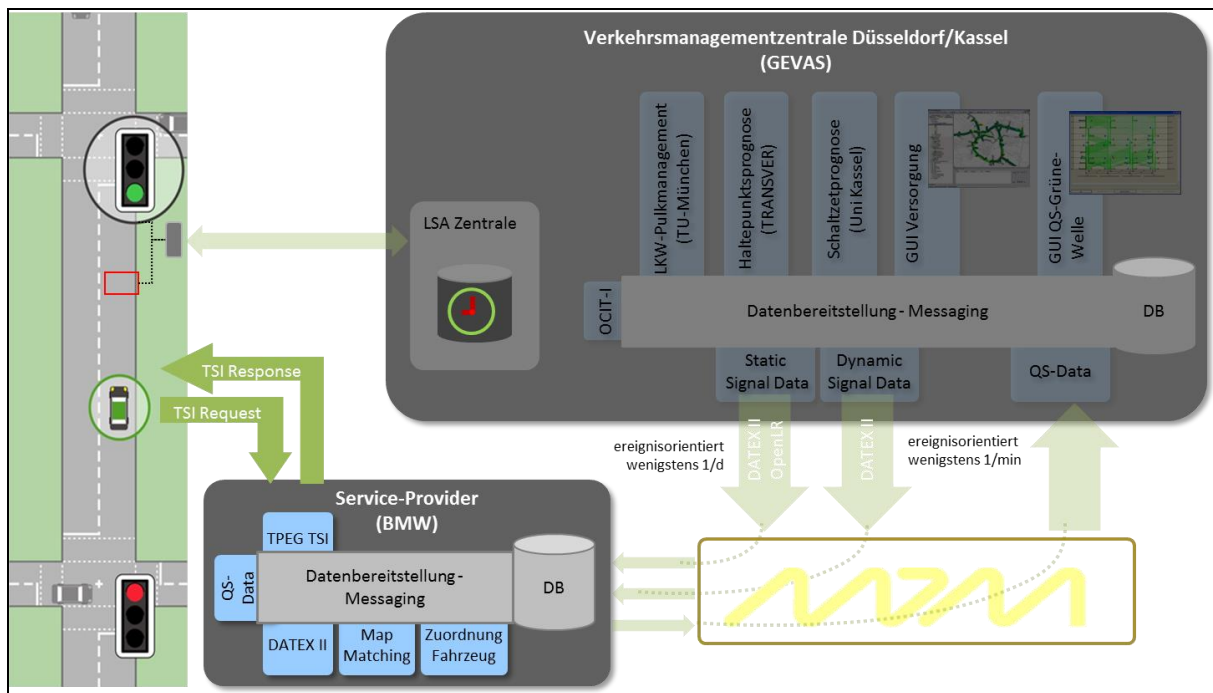 Verkehrsmanagementzentrale Düsseldorf/Kassel
(GEVAS)
LSA Zentrale
OCIT-I
LKW-Pulkmanagement
(TU-München)
Haltepunktsprognose
(TRANSVER)
Schaltzetprognose
(Uni Kassel)
GUI Versorgung
GUI QS-Grüne-
Welle
Datenbereitstellung - Messaging
DB
Static
Signal Data
Dynamic
Signal Data
QS-Data
TSI Response
TSI Request
ereignisorientiert
wenigstens 1/d
DATEX II
OpenLR
DATEX II
ereignisorientiert
wenigstens 1/min
Service-Provider
(BMW)
TPEG TSI
QS-
Data
Datenbereitstellung -
Messaging
DB
DATEX II
Map
Matching
Zuordnung
Fahrzeug
MDM